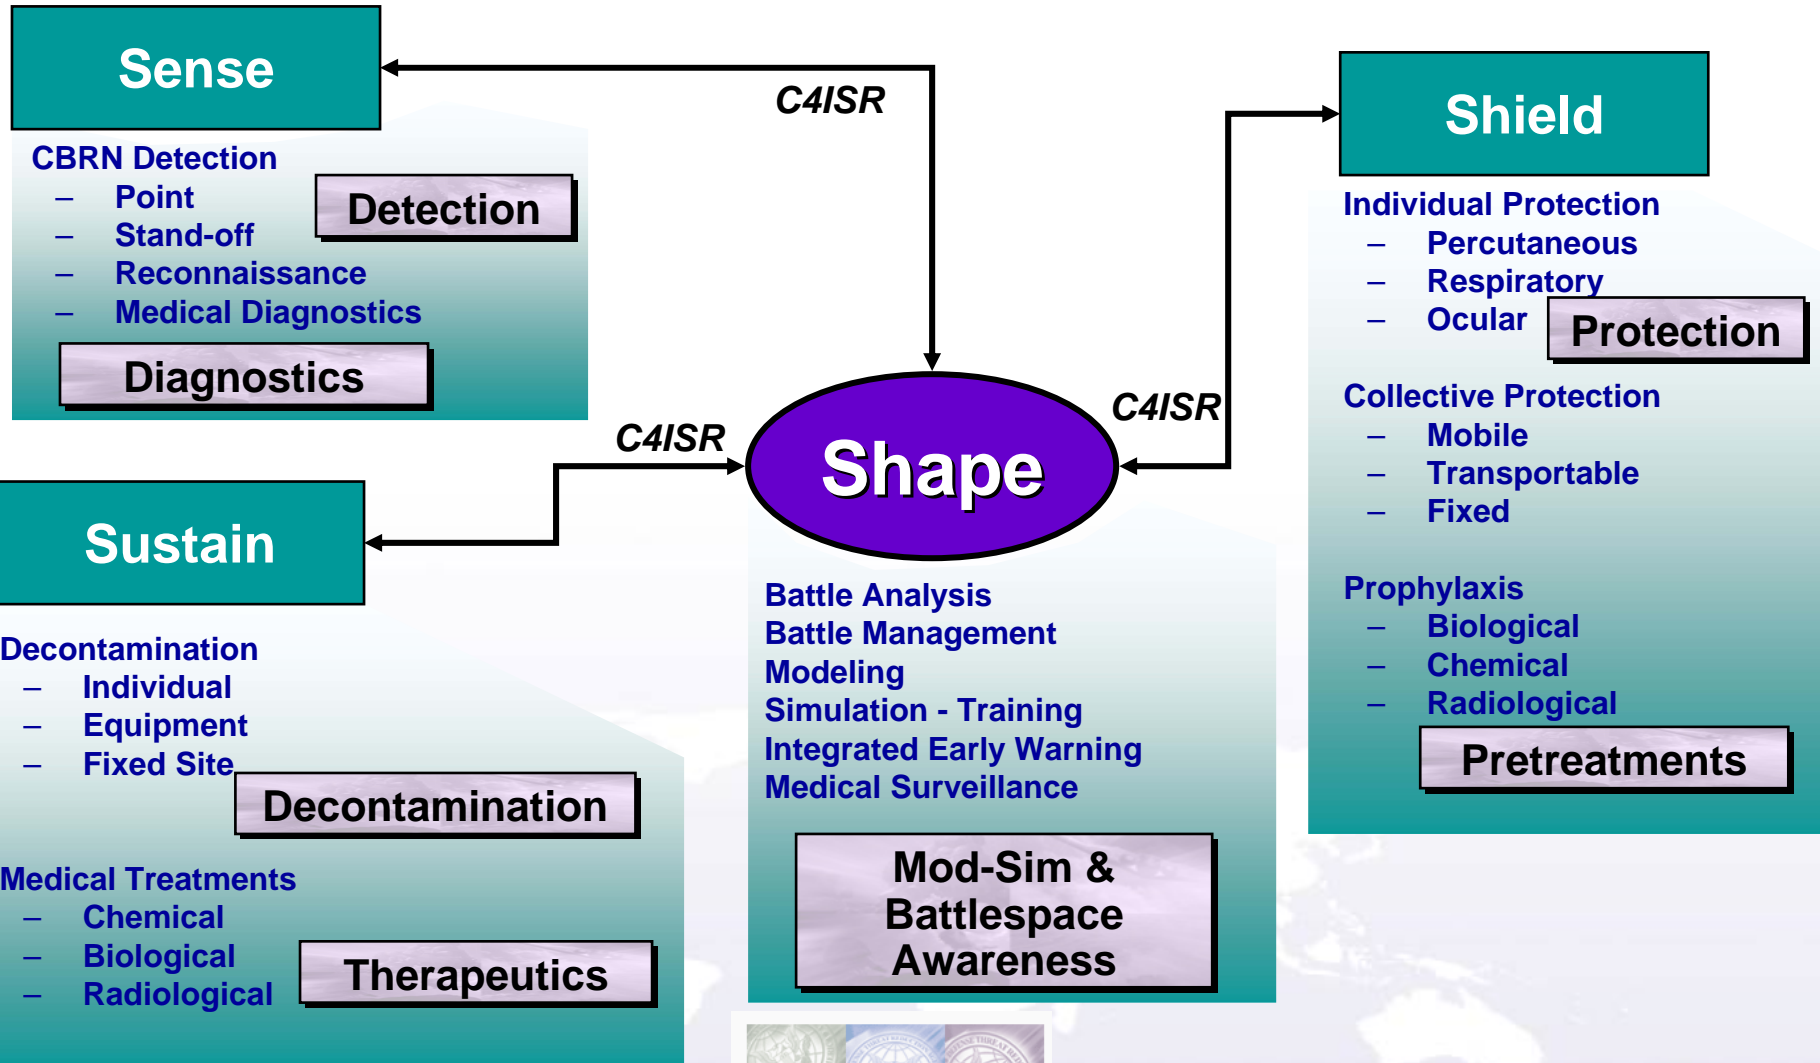 Sense
C4ISR
Shield
CBRN Detection
– Point
– Stand-off
– Reconnaissance
– Medical Diagnostics
Detection
Diagnostics
Individual Protection
– Percutaneous
– Respiratory
– Ocular
Protection
Collective Protection
– Mobile
– Transportable
– Fixed
Prophylaxis
– Biological
– Chemical
– Radiological
Pretreatments
C4ISR
C4ISR
Shape
Sustain
Decontamination
– Individual
– Equipment
– Fixed Site
Decontamination
Medical Treatments
– Chemical
– Biological
– Radiological
Therapeutics
Battle Analysis
Battle Management
Modeling
Simulation - Training
Integrated Early Warning
Medical Surveillance
Mod-Sim &
Battlespace
Awareness